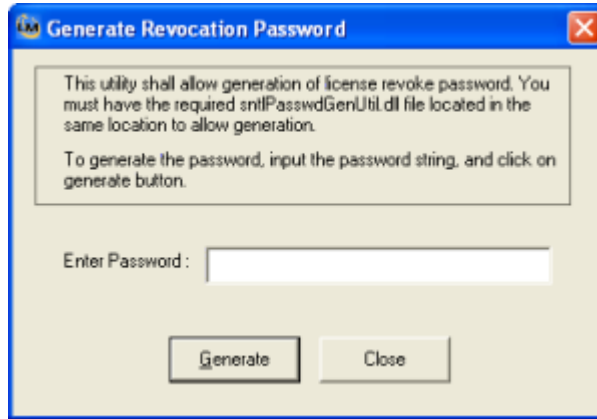 LM Generate Revocation Password
This utility shall allow generation of license revoke password. You
must have the required sntlPasswdGenUtil.dll file located in the
same location to allow generation.
To generate the password, input the password string, and click on
generate button.
Enter Password :
Generate
Close